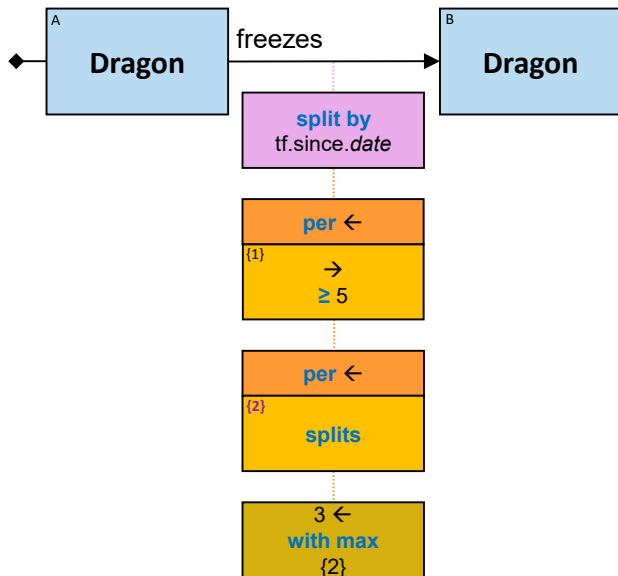 A
Dragon
freezes
B
Dragon
split by
tf.since.date
per ←
{1}
→
≥ 5
per ←
{2}
splits
3 ←
with max
{2}